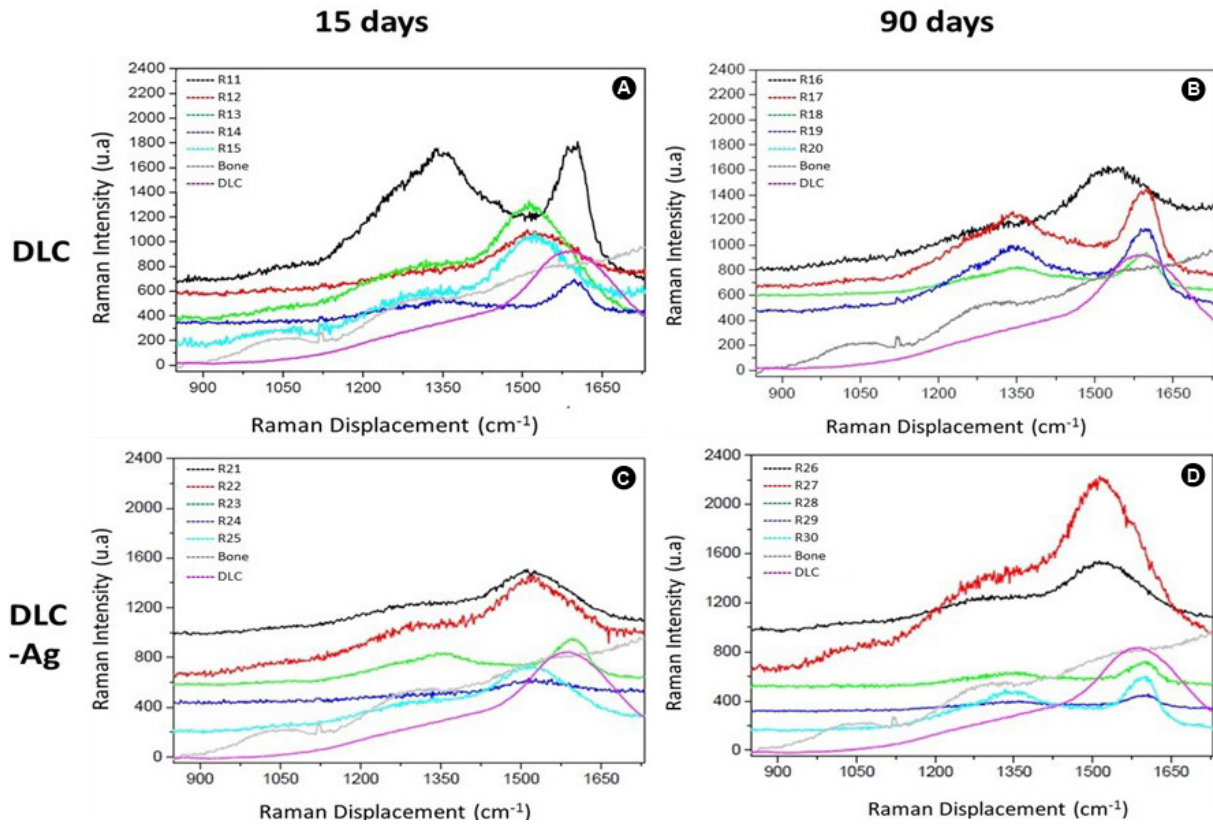 15 days
90 days
DLC
DLC
-Ag
A
Raman Intensity (u.a)
2400
2200
2000
1800
1600
1400
1200
1000
800
600
400
200
0
R11
R12
R13
R14
R15
Bone
DLC
900 1050 1200 1350 1500 1650
Raman Displacement (cm⁻¹)
B
Raman Intensity (u.a)
2400
2200
2000
1800
1600
1400
1200
1000
800
600
400
200
0
R16
R17
R18
R19
R20
Bone
DLC
900 1050 1200 1350 1500 1650
Raman Displacement (cm⁻¹)
C
Raman Intensity (u.a)
2400
2000
1600
1200
800
400
0
R21
R22
R23
R24
R25
Bone
DLC
900 1050 1200 1350 1500 1650
Raman Displacement (cm⁻¹)
D
Raman Intensity (u.a)
2400
2000
1600
1200
800
400
0
R26
R27
R28
R29
R30
Bone
DLC
900 1050 1200 1350 1500 1650
Raman Displacement (cm⁻¹)